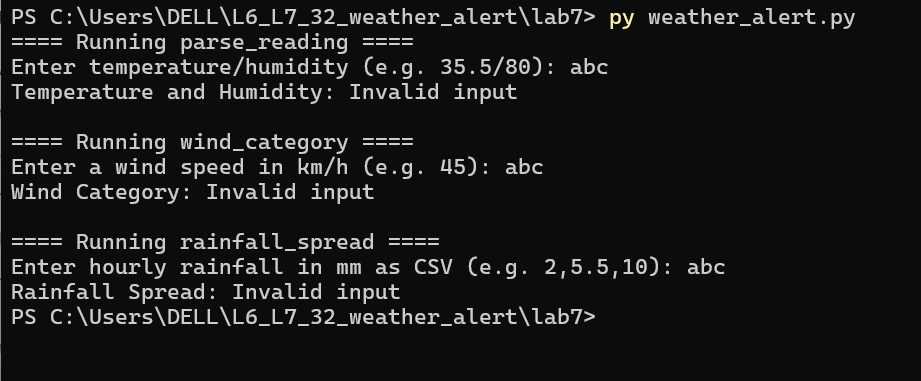 PS C:\Users\DELL\L6_L7_32_weather_alert\lab7> py weather_alert.py
==== Running parse_reading ====
Enter temperature/humidity (e.g. 35.5/80): abc
Temperature and Humidity: Invalid input
==== Running wind_category ====
Enter a wind speed in km/h (e.g. 45): abc
Wind Category: Invalid input
==== Running rainfall_spread ====
Enter hourly rainfall in mm as CSV (e.g. 2,5.5,10): abc
Rainfall Spread: Invalid input
PS C:\Users\DELL\L6_L7_32_weather_alert\lab7>